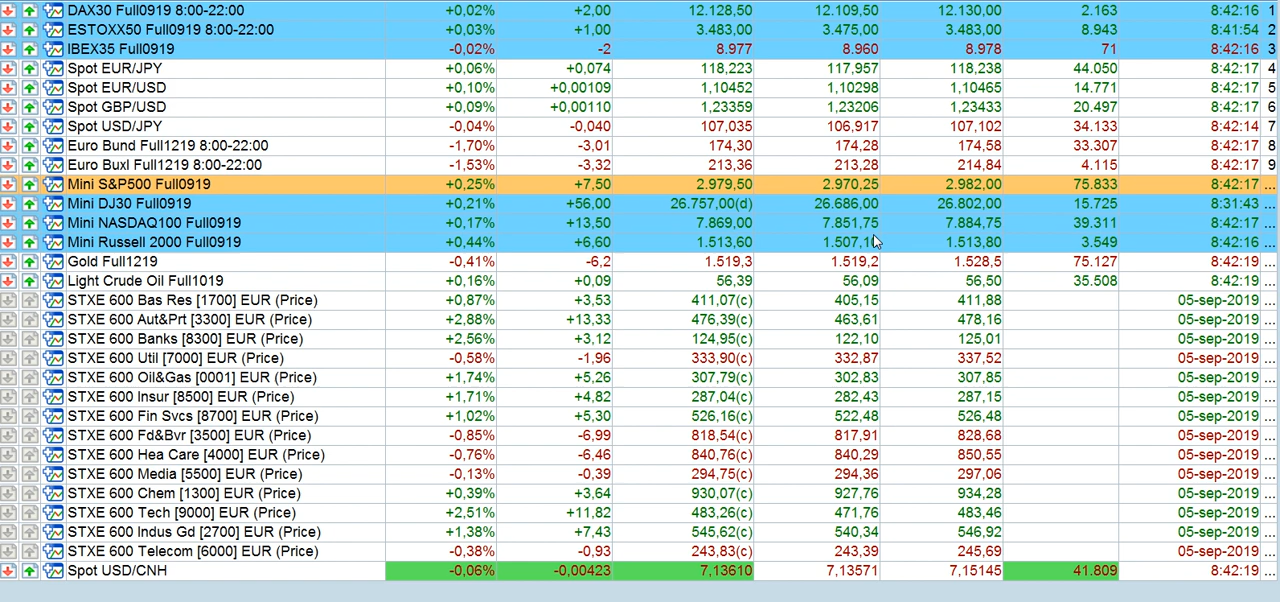 DAX30 Full0919 8:00-22:00 +0,02% +2,00 12.128,50 12.109,50 12.130,00 2.163 8:42:16 1
ESTOXX50 Full0919 8:00-22:00 +0,03% +1,00 3.483,00 3.475,00 3.483,00 8.943 8:41:54 2
IBEX35 Full0919 -0,02% -2 8.977 8.960 8.978 71 8:42:16 3
Spot EUR/JPY +0,06% +0,074 118,223 117,957 118,238 44.050 8:42:17 4
Spot EUR/USD +0,10% +0,00109 1,10452 1,10298 1,10465 14.771 8:42:17 5
Spot GBP/USD +0,09% +0,00110 1,23359 1,23206 1,23433 20.497 8:42:17 6
Spot USD/JPY -0,04% -0,040 107,035 106,917 107,102 34.133 8:42:14 7
Euro Bund Full1219 8:00-22:00 -1,70% -3,01 174,30 174,28 174,58 33.307 8:42:17 8
Euro Buxl Full1219 8:00-22:00 -1,53% -3,32 213,36 213,28 214,84 4.115 8:42:17 9
Mini S&P500 Full0919 +0,25% +7,50 2.979,50 2.970,25 2.982,00 75.833 8:42:17 ...
Mini DJ30 Full0919 +0,21% +56,00 26.757,00(d) 26.686,00 26.802,00 15.725 8:31:43 ...
Mini NASDAQ100 Full0919 +0,17% +13,50 7.869,00 7.851,75 7.884,75 39.311 8:42:17 ...
Mini Russell 2000 Full0919 +0,44% +6,60 1.513,60 1.513,80 3.549 8:42:16 ...
Gold Full1219 -0,41% -6,2 1.519,3 1.519,2 1.528,5 75.127 8:42:19 ...
Light Crude Oil Full1019 +0,16% +0,09 56,39 56,09 56,50 35.508 8:42:19 ...
STXE 600 Bas Res [1700] EUR (Price) +0,87% +3,53 411,07(c) 405,15 411,88 05-sep-2019 ...
STXE 600 Aut&Prt [3300] EUR (Price) +2,88% +13,33 476,39(c) 463,61 478,16 05-sep-2019 ...
STXE 600 Banks [8300] EUR (Price) +2,56% +3,12 124,95(c) 122,10 125,01 05-sep-2019 ...
STXE 600 Util [7000] EUR (Price) -0,58% -1,96 333,90(c) 332,87 337,52 05-sep-2019 ...
STXE 600 Oil&Gas [0001] EUR (Price) +1,74% +5,26 307,79(c) 302,83 307,85 05-sep-2019 ...
STXE 600 Insur [8500] EUR (Price) +1,71% +4,82 287,04(c) 282,43 287,15 05-sep-2019 ...
STXE 600 Fin Svcs [8700] EUR (Price) +1,02% +5,30 526,16(c) 522,48 526,48 05-sep-2019 ...
STXE 600 Fd&Bvr [3500] EUR (Price) -0,85% -6,99 818,54(c) 817,91 828,68 05-sep-2019 ...
STXE 600 Hea Care [4000] EUR (Price) -0,76% -6,46 840,76(c) 840,29 850,55 05-sep-2019 ...
STXE 600 Media [5500] EUR (Price) -0,13% -0,39 294,75(c) 294,36 297,06 05-sep-2019 ...
STXE 600 Chem [1300] EUR (Price) +0,39% +3,64 930,07(c) 927,76 934,28 05-sep-2019 ...
STXE 600 Tech [9000] EUR (Price) +2,51% +11,82 483,26(c) 471,76 483,46 05-sep-2019 ...
STXE 600 Indus Gd [2700] EUR (Price) +1,38% +7,43 545,62(c) 540,34 546,92 05-sep-2019 ...
STXE 600 Telecom [6000] EUR (Price) -0,38% -0,93 243,83(c) 243,39 245,69 05-sep-2019 ...
Spot USD/CNH -0,06% -0,00423 7,13610 7,13571 7,15145 41.809 8:42:19 ...